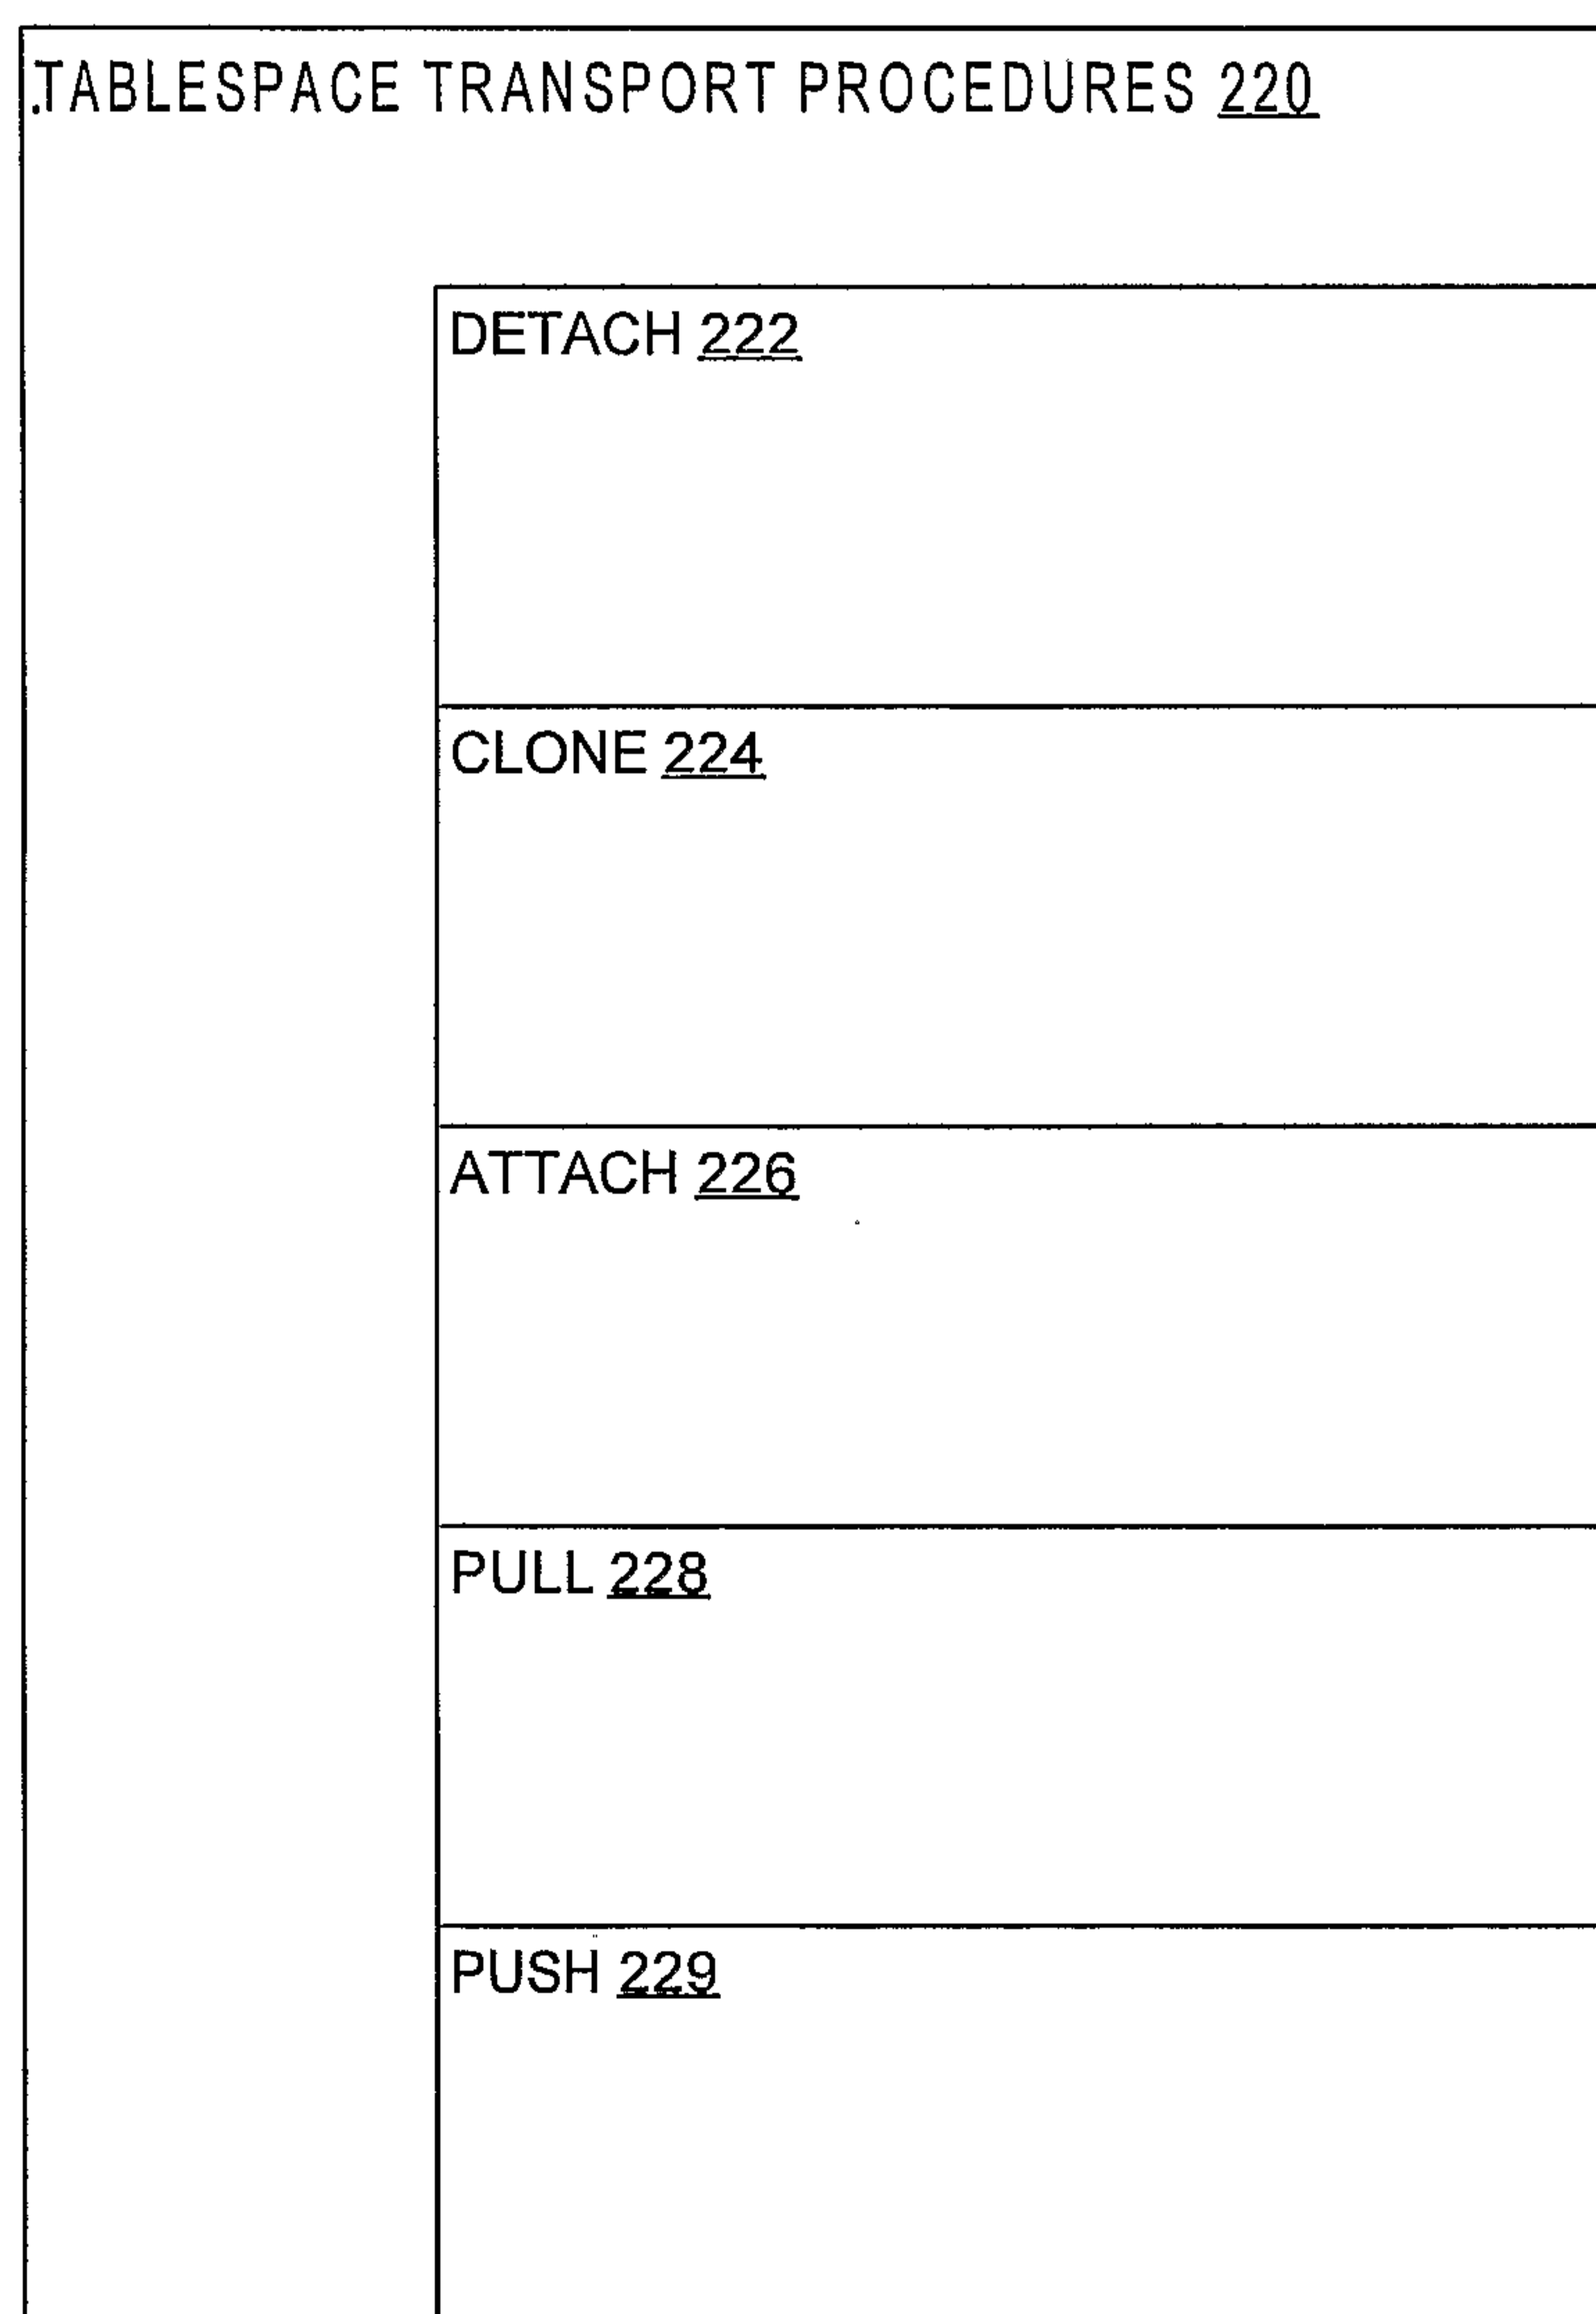 TABLESPACE TRANSPORT PROCEDURES 220
DETACH 222
CLONE 224
ATTACH 226
PULL 228
PUSH 229